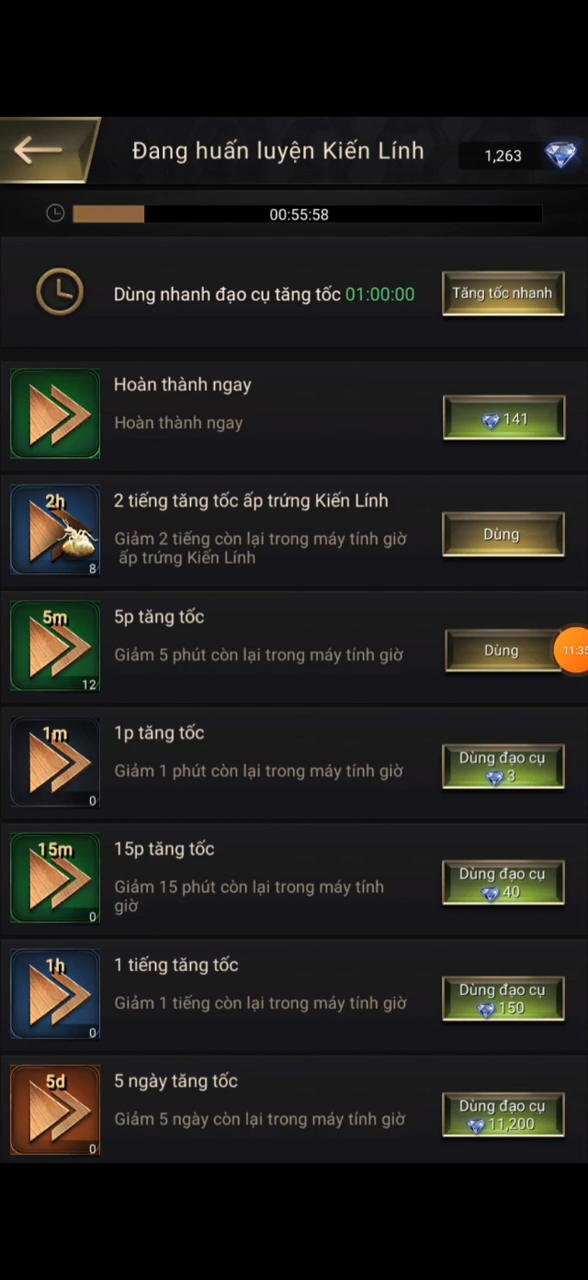 Đang huấn luyện Kiến Lính
1,263
00:55:58
Dùng nhanh đạo cụ tăng tốc 01:00:00
Tăng tốc nhanh
Hoàn thành ngay
Hoàn thành ngay
141
2h
8
2 tiếng tăng tốc ấp trứng Kiến Lính
Giảm 2 tiếng còn lại trong máy tính giờ
ấp trứng Kiến Lính
Dùng
5m
12
5p tăng tốc
Giảm 5 phút còn lại trong máy tính giờ
Dùng
11:35
1m
0
1p tăng tốc
Giảm 1 phút còn lại trong máy tính giờ
Dùng đạo cụ
3
15m
0
15p tăng tốc
Giảm 15 phút còn lại trong máy tính
giờ
Dùng đạo cụ
40
1h
0
1 tiếng tăng tốc
Giảm 1 tiếng còn lại trong máy tính giờ
Dùng đạo cụ
150
5d
0
5 ngày tăng tốc
Giảm 5 ngày còn lại trong máy tính giờ
Dùng đạo cụ
11,200